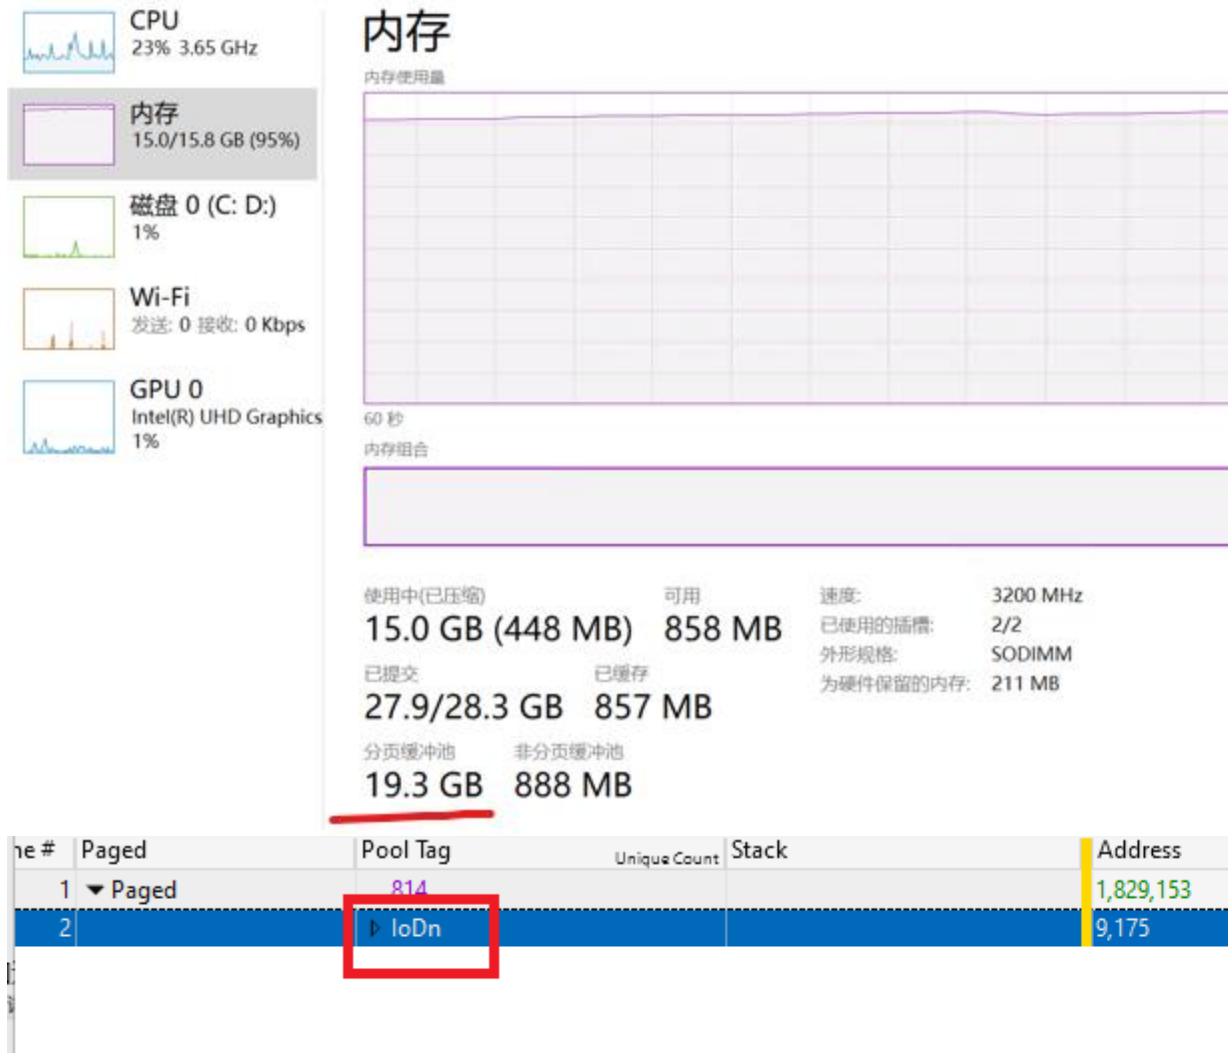 CPU
23% 3.65 GHz
内存
15.0/15.8 GB (95%)
磁盘 0 (C: D:)
1%
Wi-Fi
发送: 0 接收: 0 Kbps
GPU 0
Intel(R) UHD Graphics
1%
内存
内存使用量
60 秒
内存组合
使用中(已压缩) 可用
15.0 GB (448 MB) 858 MB
已提交 已缓存
27.9/28.3 GB 857 MB
分页缓冲池 非分页缓冲池
19.3 GB 888 MB
速度: 3200 MHz
已使用的插槽: 2/2
外形规格: SODIMM
为硬件保留的内存: 211 MB
ne # Paged Pool Tag Unique Count Stack Address
1 Paged 814 1,829,153
2 IoDn 9,175